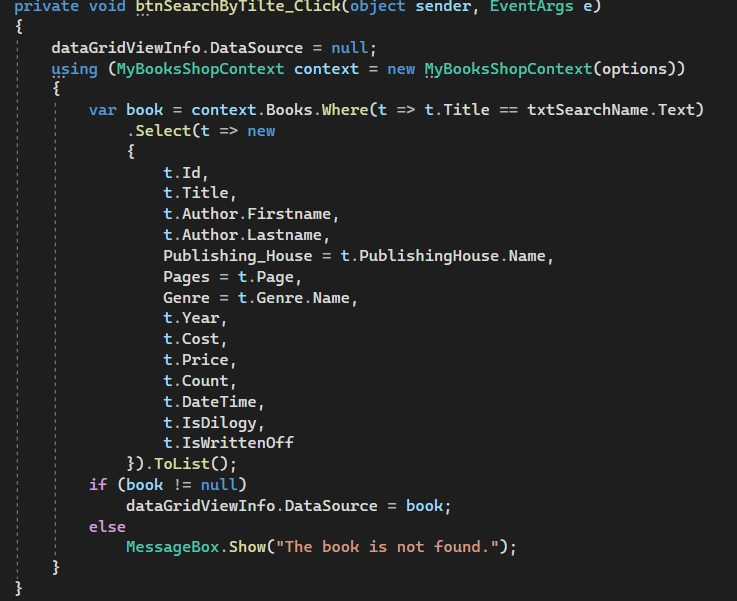 private void btnSearchByTilte_Click(object sender, EventArgs e)
{
dataGridViewInfo.DataSource = null;
using (MyBooksShopContext context = new MyBooksShopContext(options))
{
var book = context.Books.Where(t => t.Title == txtSearchName.Text)
.Select(t => new
{
t.Id,
t.Title,
t.Author.Firstname,
t.Author.Lastname,
Publishing_House = t.PublishingHouse.Name,
Pages = t.Page,
Genre = t.Genre.Name,
t.Year,
t.Cost,
t.Price,
t.Count,
t.DateTime,
t.IsDilogy,
t.IsWrittenOff
}).ToList();
if (book != null)
dataGridViewInfo.DataSource = book;
else
MessageBox.Show("The book is not found.");
}
}